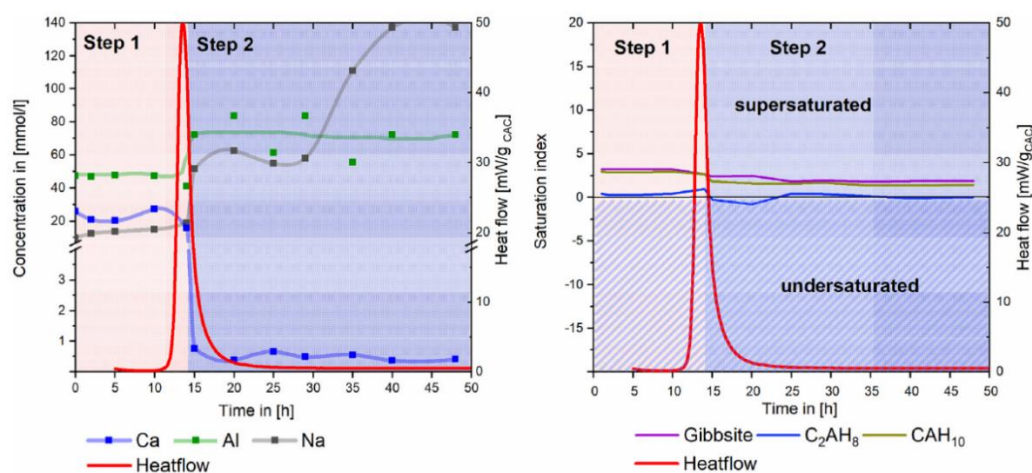 Step 1
Step 2
Concentration in [mmol/l]
140
120
100
80
60
40
20
3
2
1
0
5
10
15
20
25
30
35
40
45
50
Time in [h]
50
40
30
20
10
0
Heat flow [mW/gCAC]
Ca
Al
Na
Heatflow
Step 1
Step 2
supersaturated
undersaturated
Saturation index
20
15
10
5
0
-5
-10
-15
0
5
10
15
20
25
30
35
40
45
50
Time in [h]
50
40
30
20
10
0
Heat flow [mW/gCAC]
Gibbsite
C₂AH₈
CAH₁₀
Heatflow